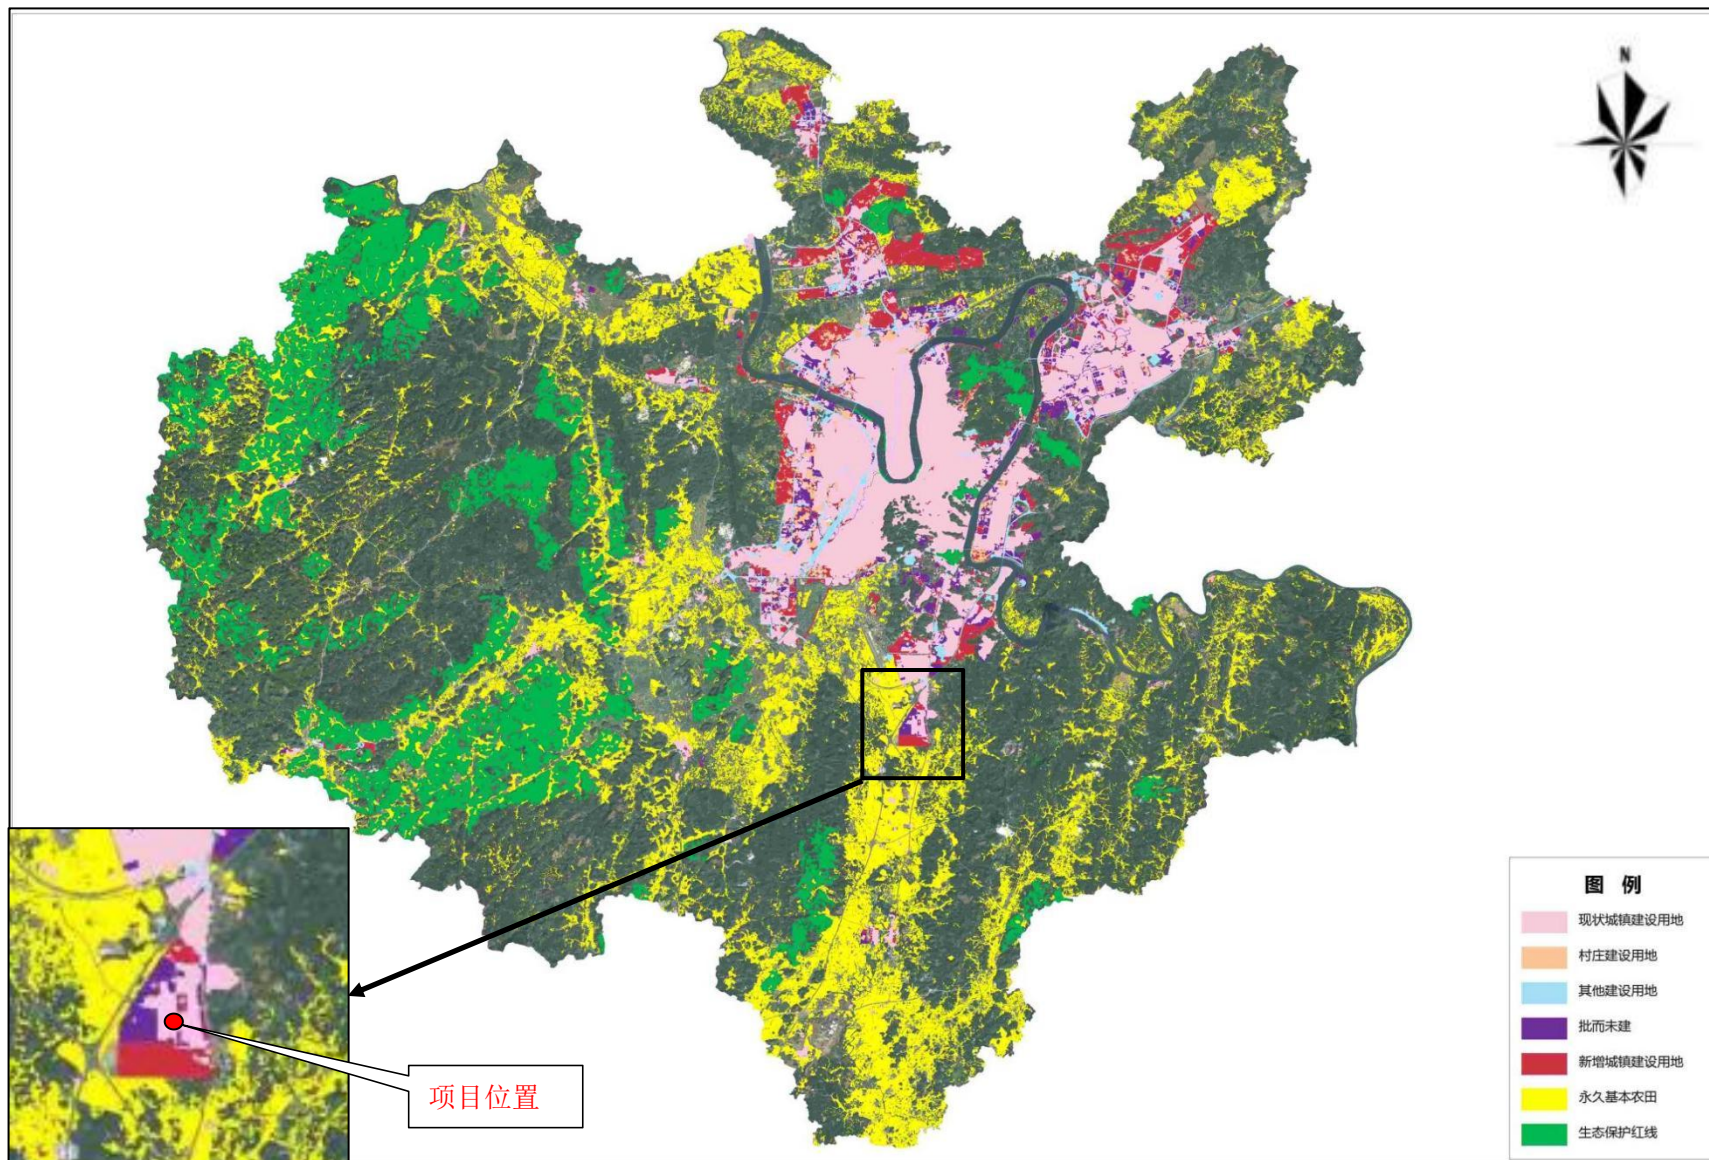 N
项目位置
图 例
现状城镇建设用地
村庄建设用地
其他建设用地
批而未建
新增城镇建设用地
永久基本农田
生态保护红线